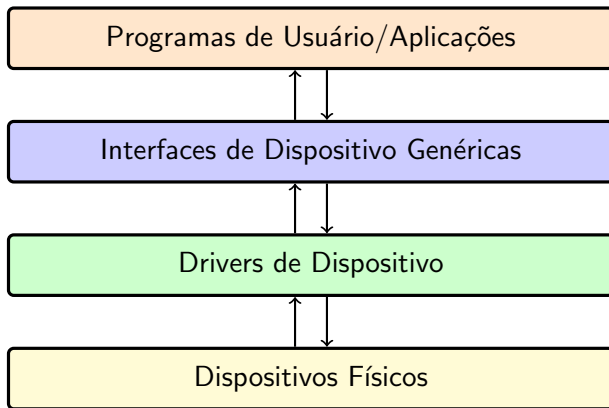 Programas de Usuário/Aplicações
Interfaces de Dispositivo Genéricas
Drivers de Dispositivo
Dispositivos Físicos